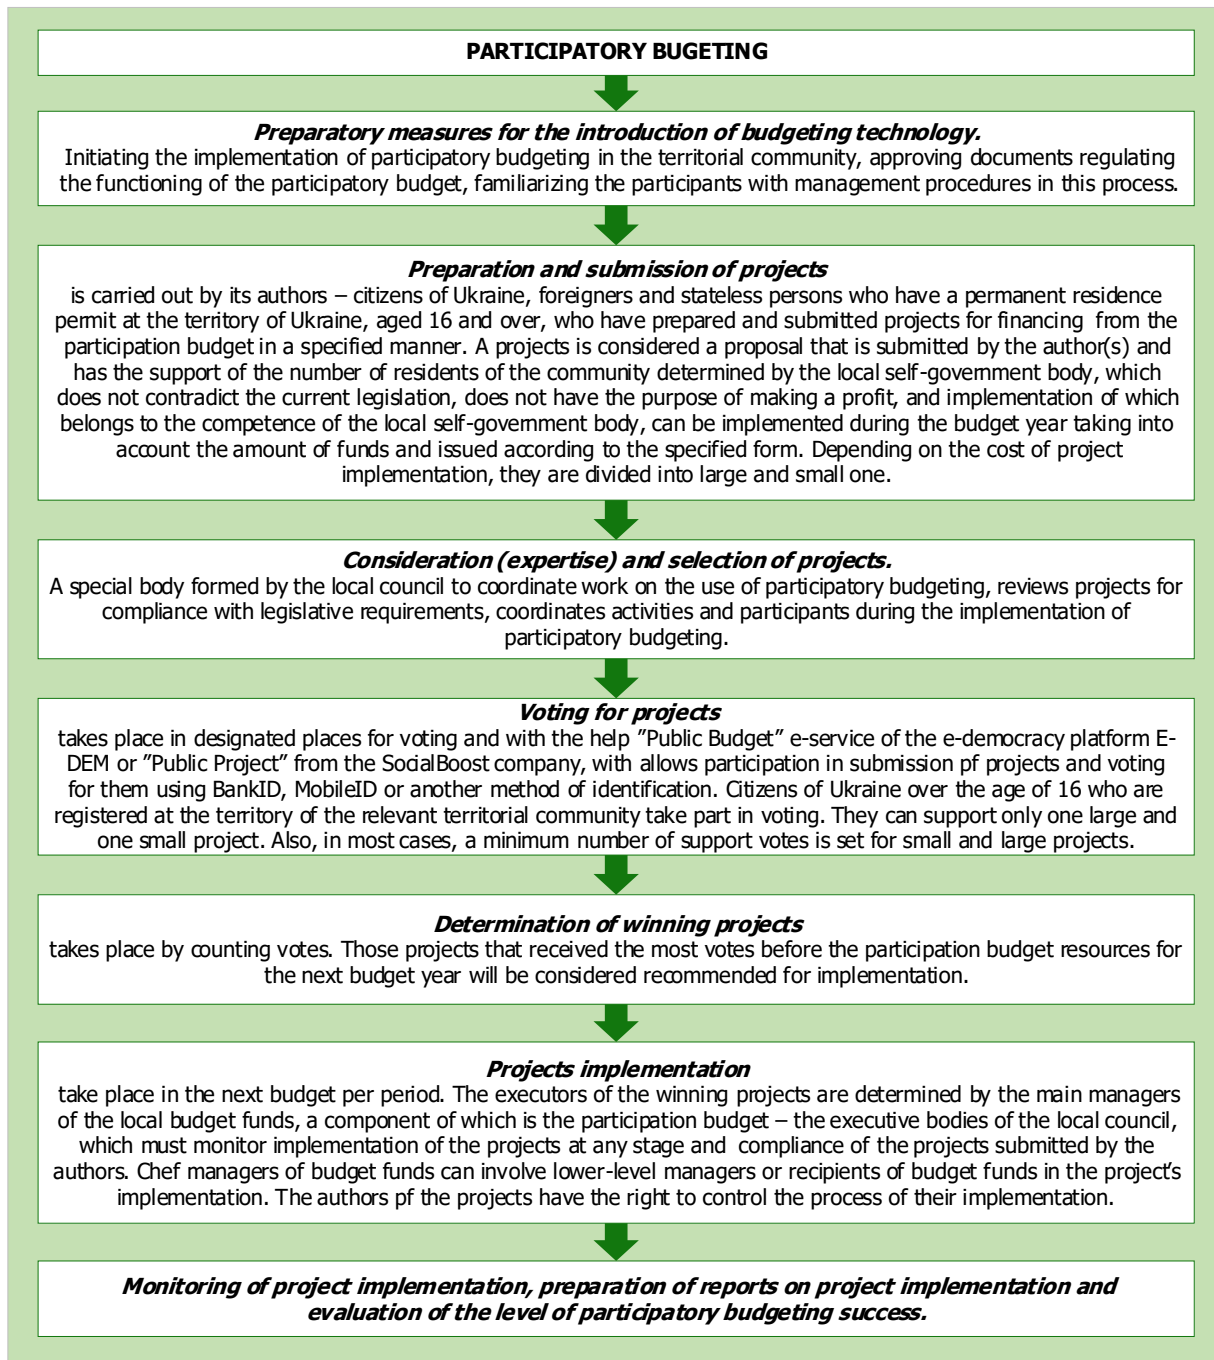 PARTICIPATORY BUGETING
Preparatory measures for the introduction of budgeting technology.
Initiating the implementation of participatory budgeting in the territorial community, approving documents regulating
the functioning of the participatory budget, familiarizing the participants with management procedures in this process.
Preparation and submission of projects
is carried out by its authors – citizens of Ukraine, foreigners and stateless persons who have a permanent residence
permit at the territory of Ukraine, aged 16 and over, who have prepared and submitted projects for financing from the
participation budget in a specified manner. A projects is considered a proposal that is submitted by the author(s) and
has the support of the number of residents of the community determined by the local self-government body, which
does not contradict the current legislation, does not have the purpose of making a profit, and implementation of which
belongs to the competence of the local self-government body, can be implemented during the budget year taking into
account the amount of funds and issued according to the specified form. Depending on the cost of project
implementation, they are divided into large and small one.
Consideration (expertise) and selection of projects.
A special body formed by the local council to coordinate work on the use of participatory budgeting, reviews projects for
compliance with legislative requirements, coordinates activities and participants during the implementation of
participatory budgeting.
Voting for projects
takes place in designated places for voting and with the help ”Public Budget” e-service of the e-democracy platform E-
DEM or ”Public Project” from the SocialBoost company, with allows participation in submission pf projects and voting
for them using BankID, MobileID or another method of identification. Citizens of Ukraine over the age of 16 who are
registered at the territory of the relevant territorial community take part in voting. They can support only one large and
one small project. Also, in most cases, a minimum number of support votes is set for small and large projects.
Determination of winning projects
takes place by counting votes. Those projects that received the most votes before the participation budget resources for
the next budget year will be considered recommended for implementation.
Projects implementation
take place in the next budget per period. The executors of the winning projects are determined by the main managers
of the local budget funds, a component of which is the participation budget – the executive bodies of the local council,
which must monitor implementation of the projects at any stage and compliance of the projects submitted by the
authors. Chef managers of budget funds can involve lower-level managers or recipients of budget funds in the project’s
implementation. The authors pf the projects have the right to control the process of their implementation.
Monitoring of project implementation, preparation of reports on project implementation and
evaluation of the level of participatory budgeting success.